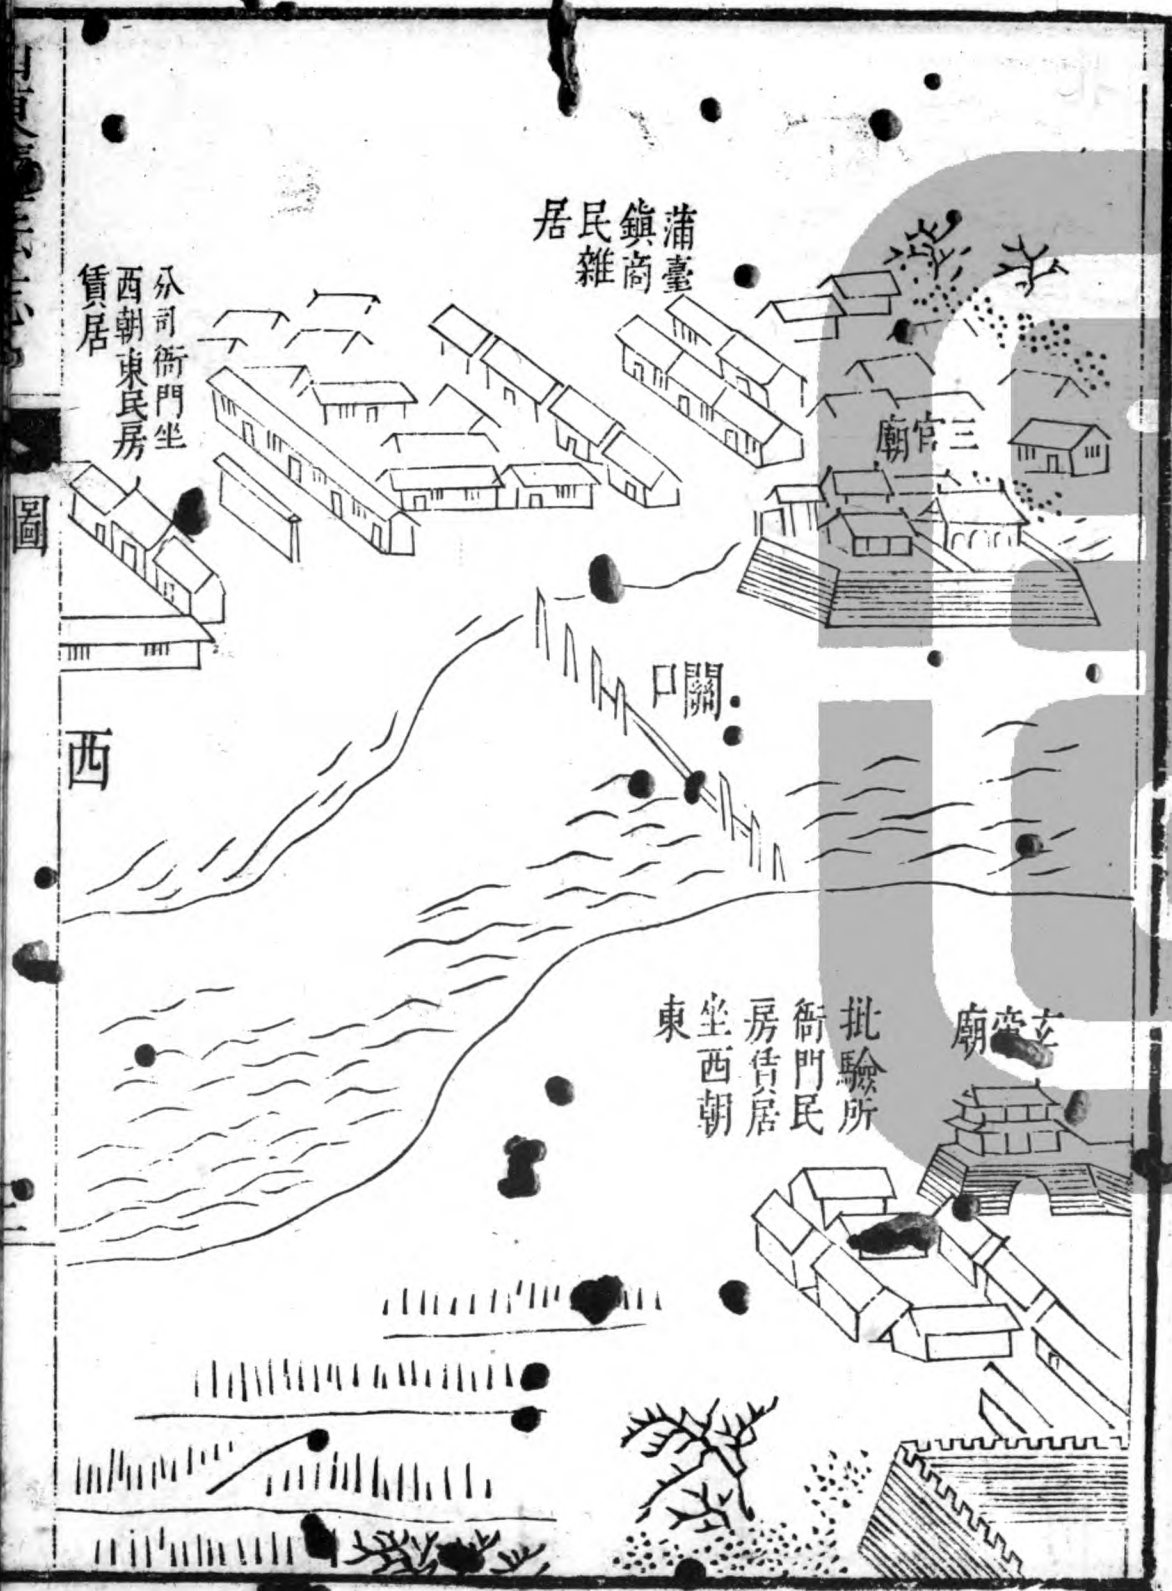 蒲臺
鎮商
民雜
居
分司衙門坐
西朝東民房
賃居
三官廟
關口
西
批驗所
衙門民
房賃居
坐西朝
東
玄帝廟
圖